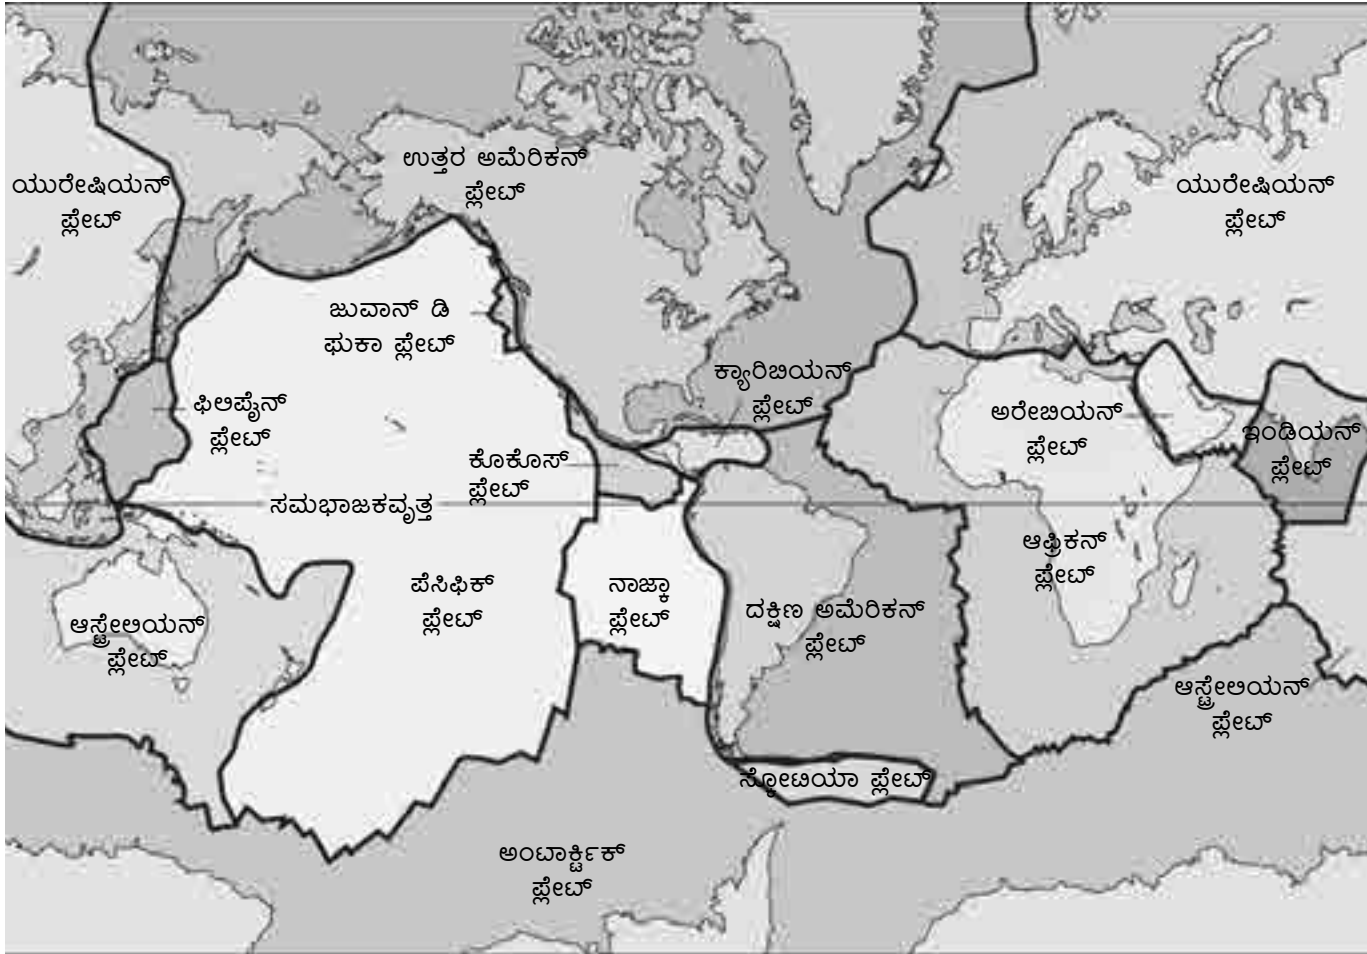 ಉತ್ತರ ಅಮೆರಿಕನ್
ಪ್ಲೇಟ್
ಯುರೇಷಿಯನ್
ಪ್ಲೇಟ್
ಯುರೇಷಿಯನ್
ಪ್ಲೇಟ್
ಜುವಾನ್ ಡಿ
ಘುಕಾ ಪ್ಲೇಟ್
ಕ್ಯಾರಿಬಿಯನ್
ಪ್ಲೇಟ್
ಫಿಲಿಪೈನ್
ಪ್ಲೇಟ್
ಅರೇಬಿಯನ್
ಪ್ಲೇಟ್
ಇಂಡಿಯನ್
ಪ್ಲೇಟ್
ಕೊಕೊಸ್
ಪ್ಲೇಟ್
ಸಮಭಾಜಕವೃತ್ತ
ಆಫ್ರಿಕನ್
ಪ್ಲೇಟ್
ಪೆಸಿಫಿಕ್
ಪ್ಲೇಟ್
ನಾಜ್ಕಾ
ಪ್ಲೇಟ್
ದಕ್ಷಿಣ ಅಮೆರಿಕನ್
ಪ್ಲೇಟ್
ಆಸ್ಟ್ರೇಲಿಯನ್
ಪ್ಲೇಟ್
ಆಸ್ಟ್ರೇಲಿಯನ್
ಪ್ಲೇಟ್
ಸ್ಕೋಟಿಯಾ ಪ್ಲೇಟ್
ಅಂಟಾರ್ಕ್ಟಿಕ್
ಪ್ಲೇಟ್